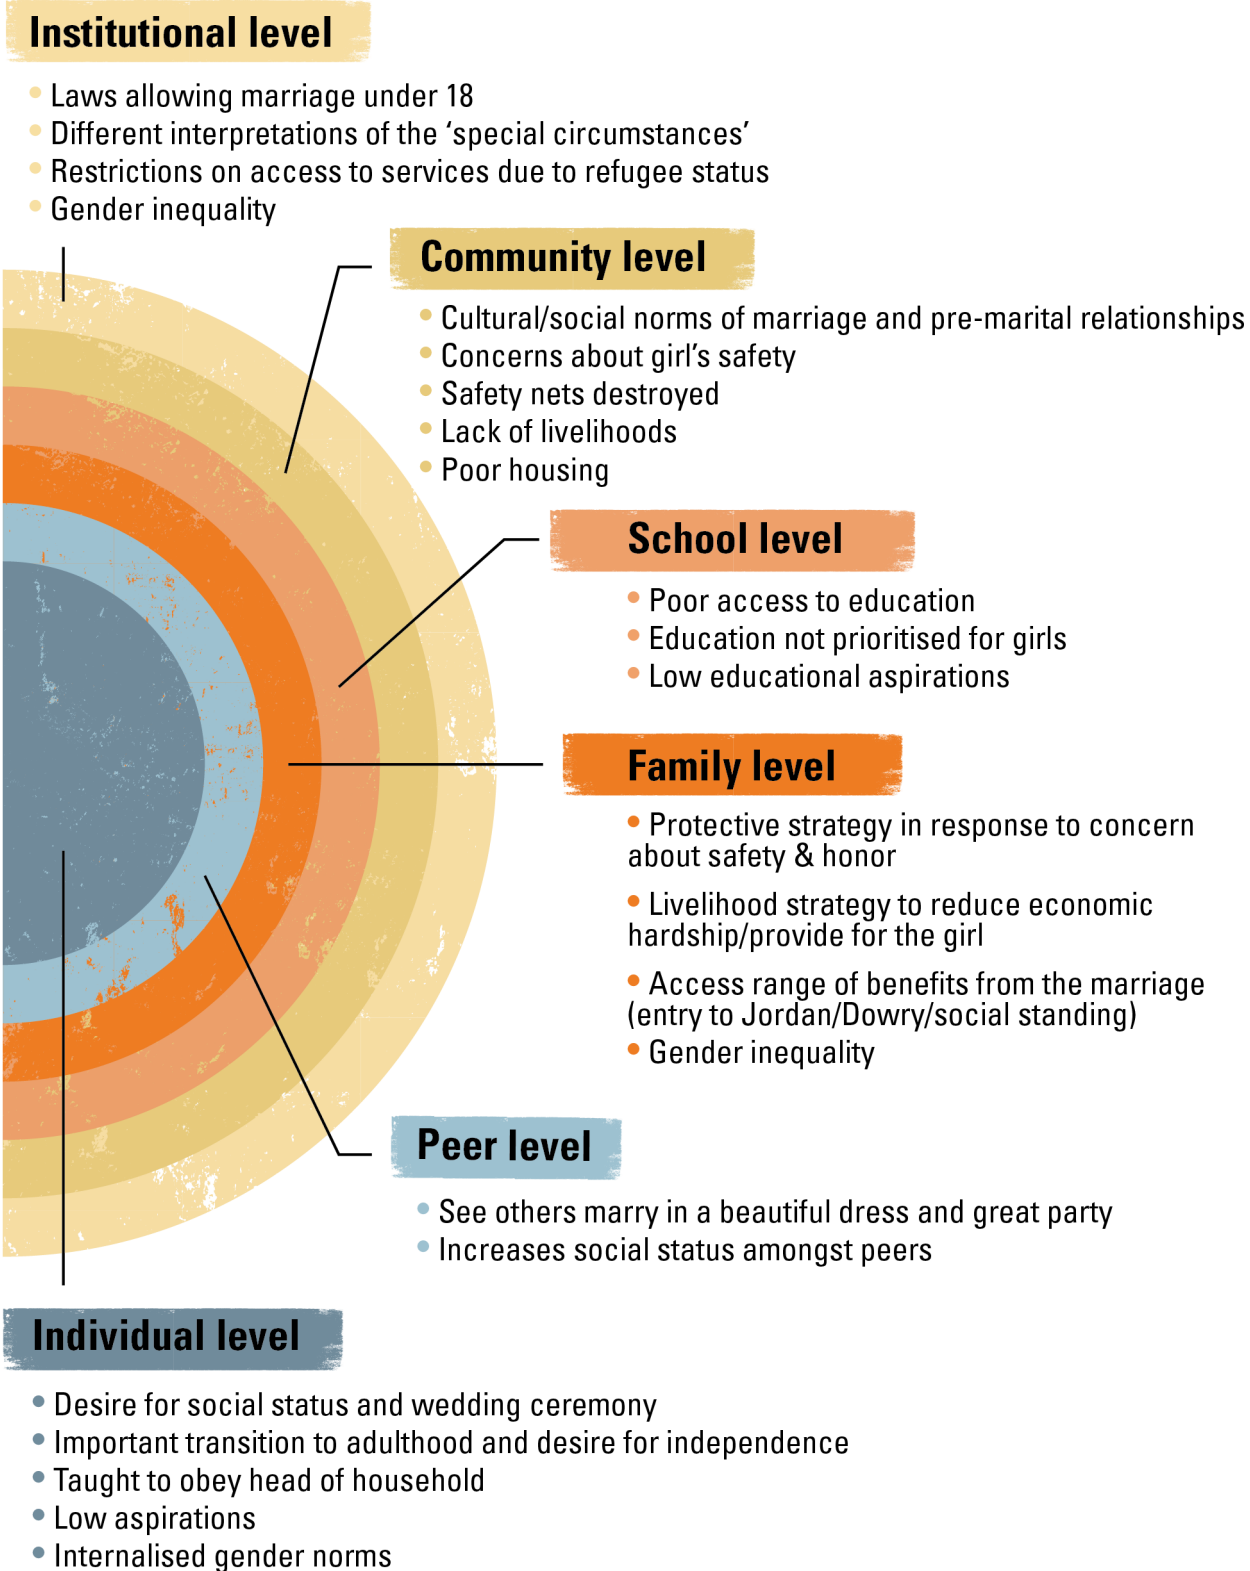 Institutional level
• Laws allowing marriage under 18
• Different interpretations of the ‘special circumstances’
• Restrictions on access to services due to refugee status
• Gender inequality
Community level
• Cultural/social norms of marriage and pre-marital relationships
• Concerns about girl’s safety
• Safety nets destroyed
• Lack of livelihoods
• Poor housing
School level
• Poor access to education
• Education not prioritised for girls
• Low educational aspirations
Family level
• Protective strategy in response to concern
about safety & honor
• Livelihood strategy to reduce economic
hardship/provide for the girl
• Access range of benefits from the marriage
(entry to Jordan/Dowry/social standing)
• Gender inequality
Peer level
• See others marry in a beautiful dress and great party
• Increases social status amongst peers
Individual level
• Desire for social status and wedding ceremony
• Important transition to adulthood and desire for independence
• Taught to obey head of household
• Low aspirations
• Internalised gender norms